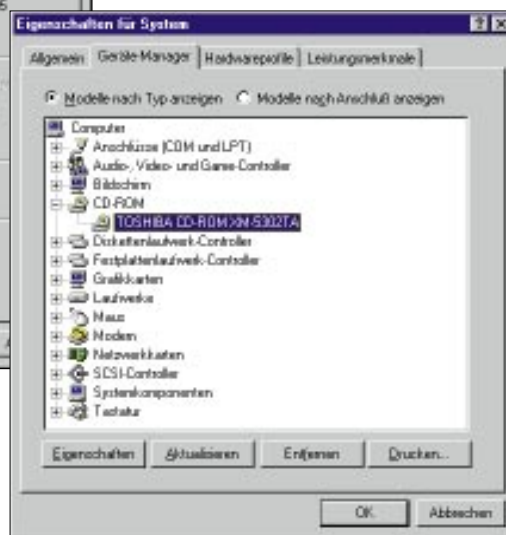 Eigenschaften für System
Allgemein Geräte-Manager Hardwareprofile Leistungsmerkmale
Modelle nach Typ anzeigen Modelle nach Anschluß anzeigen
Computer
Anschlüsse (COM und LPT)
Audio-, Video- und Game-Controller
Bildschirm
CD-ROM
TOSHIBA CD-ROM XM-5302TA
Diskettenlaufwerk-Controller
Festplattenlaufwerk-Controller
Grafikkarten
Laufwerke
Maus
Modem
Netzwerkkarten
SCSI-Controller
Systemkomponenten
Tastatur
Eigenschaften Aktualisieren Entfernen Drucken...
OK Abbrechen